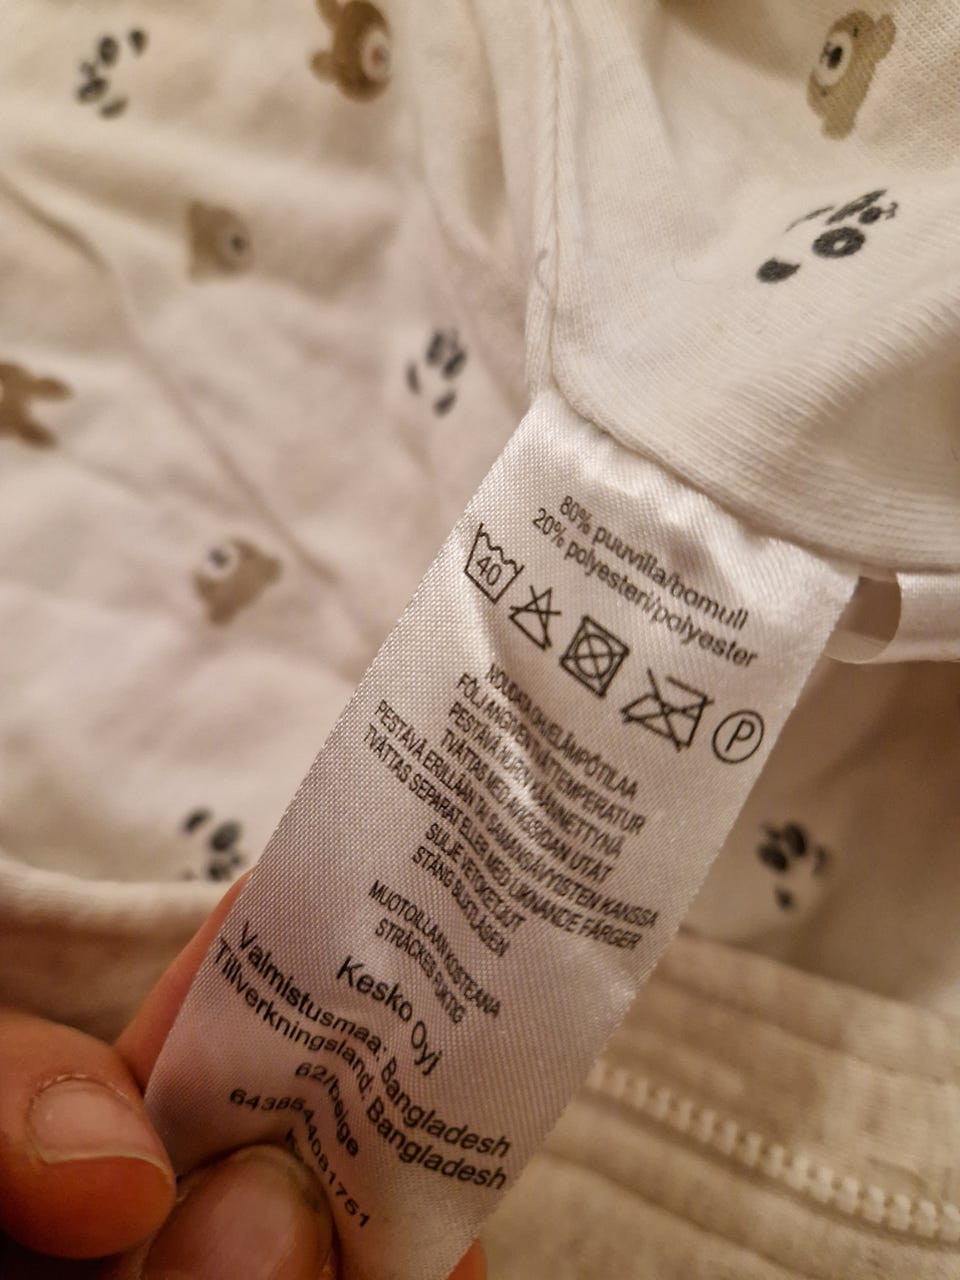 80% puuvilla/bomull
20% polyesteri/polyester
40
P
NOUDATA OHJELÄMPÖTILAA
FÖLJ ANGIVEN TVÄTTEMPERATUR
PESTÄVÄ NURIN KÄÄNNETTYNÄ
TVÄTTAS MED AVIGSIDAN UTÅT
PESTÄVÄ ERILLÄÄN TAI SAMANSÄVYISTEN KANSSA
TVÄTTAS SEPARAT ELLER MED LIKNANDE FÄRGER
SULJE VETOKETJUT
STÄNG BLIXTLÅSEN
MUOTOILLAAN KOSTEANA
STRÄCKES FUKTIG
Kesko Oyj
Valmistusmaa: Bangladesh
Tillverkningsland: Bangladesh
62/beige